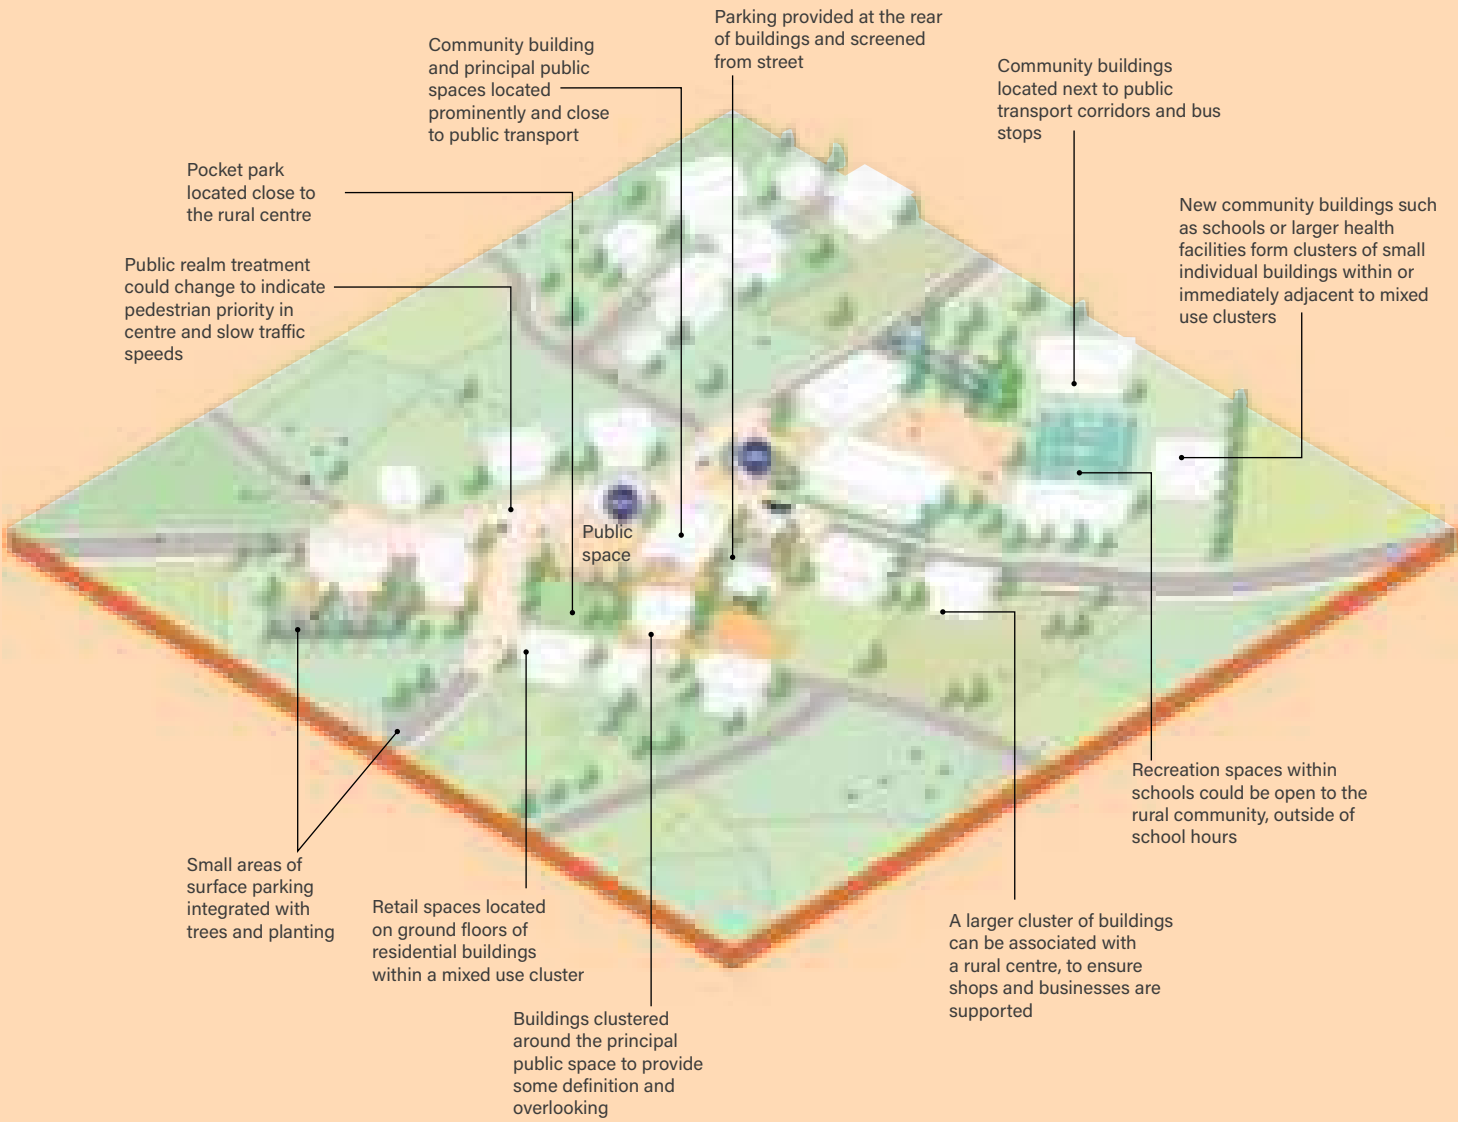 Parking provided at the rear
of buildings and screened
from street
Community building
and principal public
spaces located
prominently and close
to public transport
Community buildings
located next to public
transport corridors and bus
stops
Pocket park
located close to
the rural centre
New community buildings such
as schools or larger health
facilities form clusters of small
individual buildings within or
immediately adjacent to mixed
use clusters
Public realm treatment
could change to indicate
pedestrian priority in
centre and slow traffic
speeds
Public
space
Recreation spaces within
schools could be open to the
rural community, outside of
school hours
Small areas of
surface parking
integrated with
trees and planting
Retail spaces located
on ground floors of
residential buildings
within a mixed use cluster
A larger cluster of buildings
can be associated with
a rural centre, to ensure
shops and businesses are
supported
Buildings clustered
around the principal
public space to provide
some definition and
overlooking